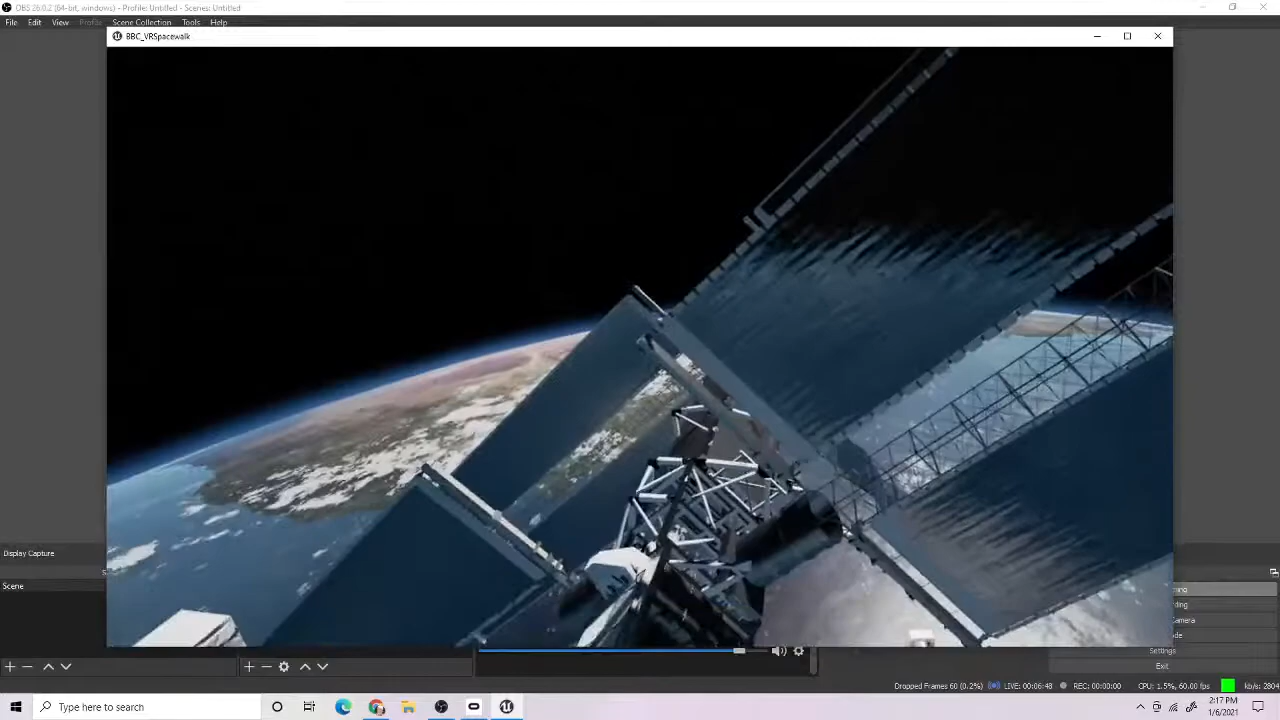 OBS 26.0.2 (64-bit, windows) - Profile: Untitled - Scenes: Untitled
File Edit View Profile Scene Collection Tools Help
BBC_VRSpacewalk
Display Capture
Scene
Settings
Exit
Dropped Frames 60 (0.2%) LIVE: 00:06:48 REC: 00:00:00 CPU: 1.5%, 60.00 fps kb/s: 2804
Type here to search
2:17 PM
1/6/2021